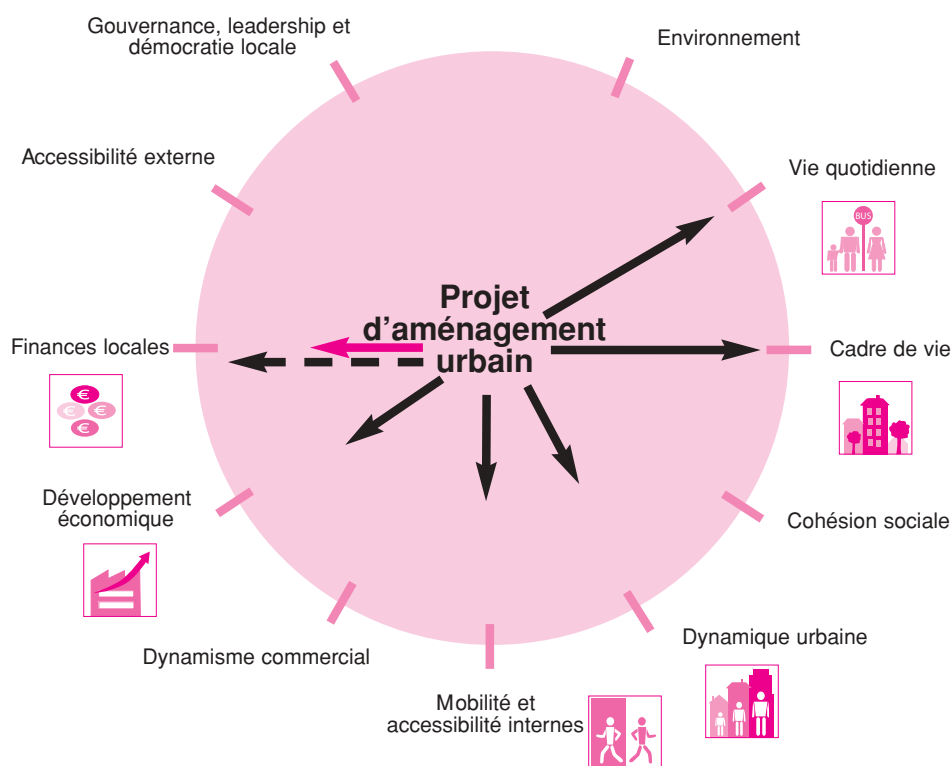 Gouvernance, leadership et
démocratie locale
Environnement
Accessibilité externe
Vie quotidienne
BUS
Projet
d'aménagement
urbain
Finances locales
Cadre de vie
€
€ €
€
Développement
économique
Cohésion sociale
Dynamisme commercial
Dynamique urbaine
Mobilité et
accessibilité internes